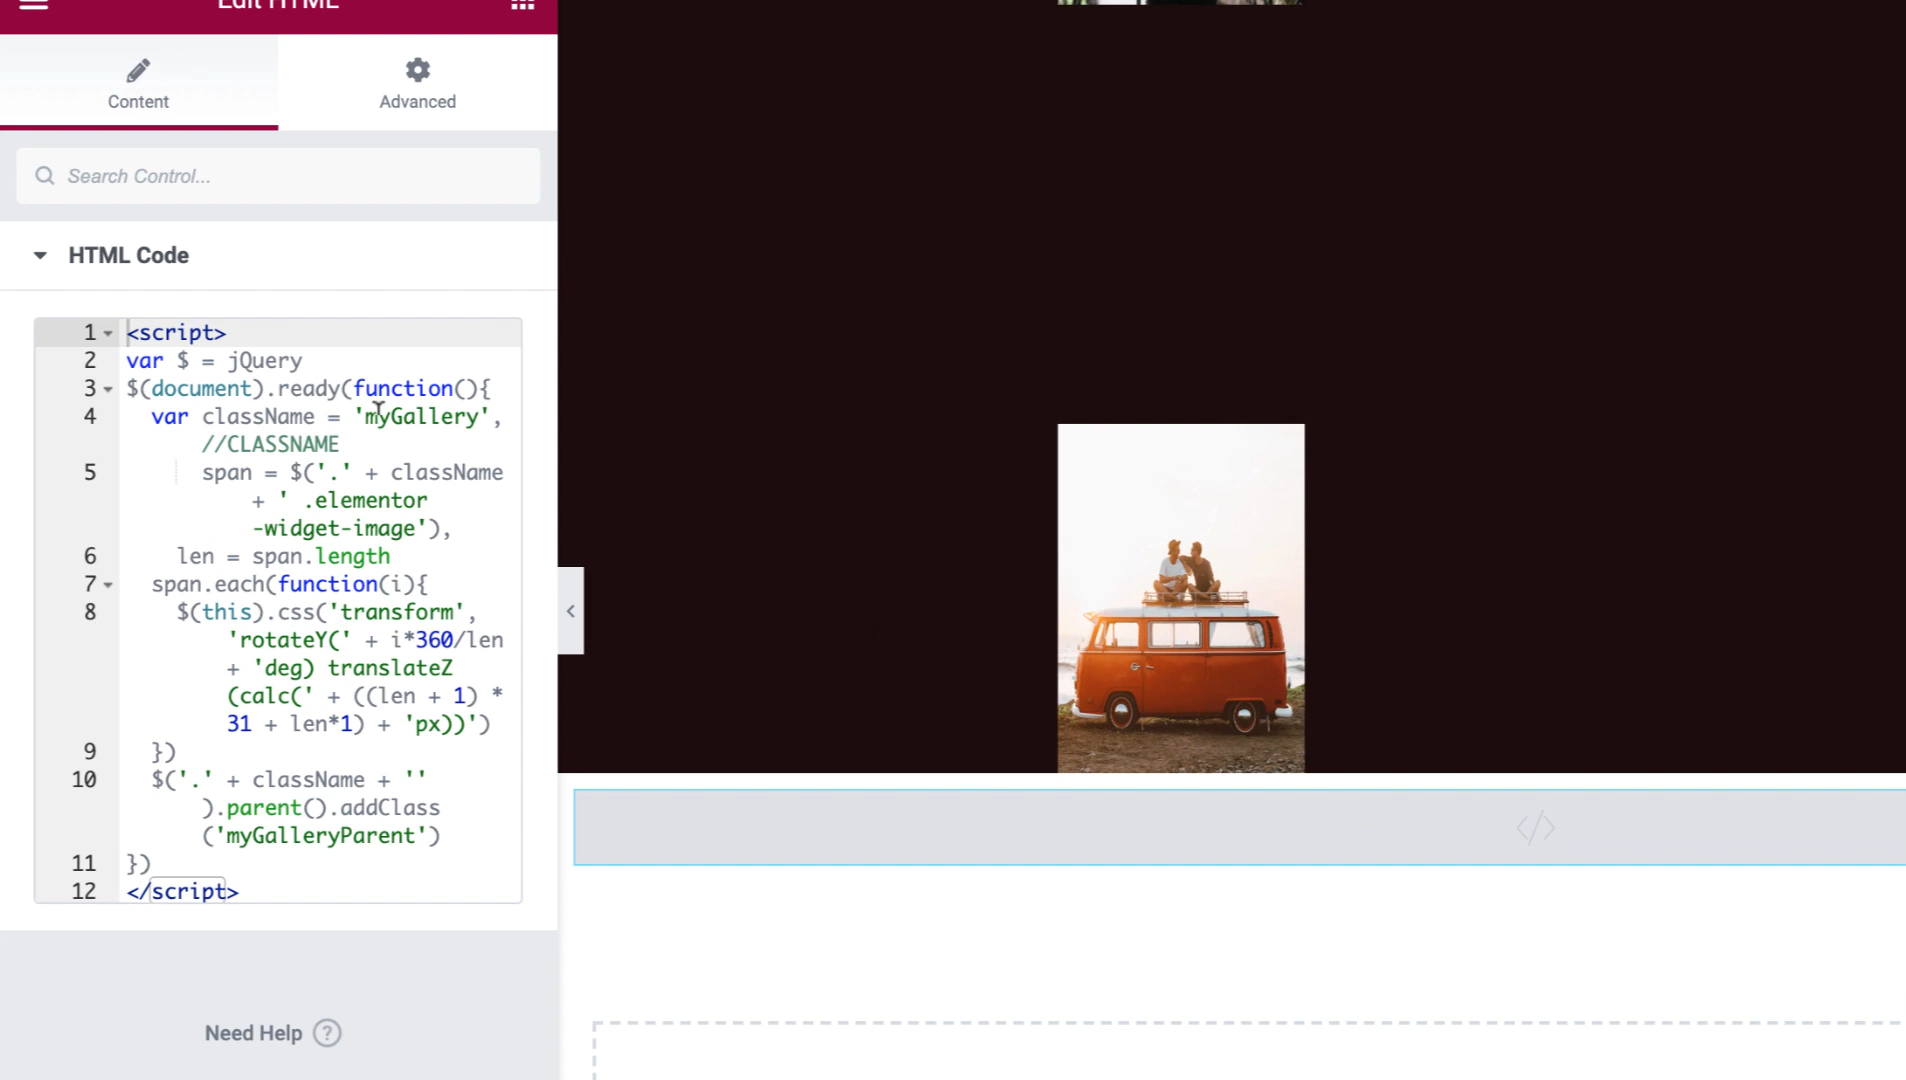 Edit HTML
Content
Advanced
Search Control...
HTML Code
1 <script>
2 var $ = jQuery
3 $(document).ready(function(){
4 var className = 'myGallery',
//CLASSNAME
5 span = $('.' + className
+ ' .elementor
-widget-image'),
6 len = span.length
7 span.each(function(i){
8 $(this).css('transform',
'rotateY(' + i*360/len
+ 'deg) translateZ
(calc(' + ((len + 1) *
31 + len*1) + 'px))')
9 })
10 $('.' + className + ''
).parent().addClass
('myGalleryParent')
11 })
12 </script>
Need Help ?